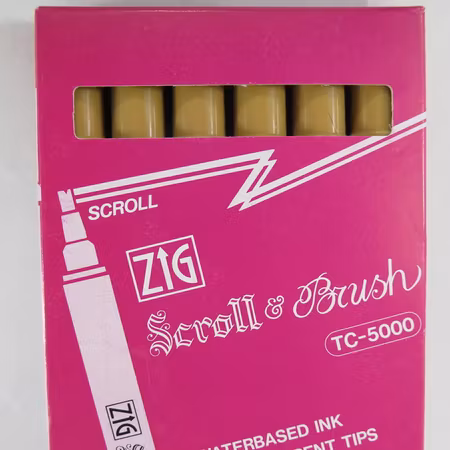 SCROLL
ZIG
Scroll & Brush
TC-5000
ZIG
WATERBASED INK
TIPS